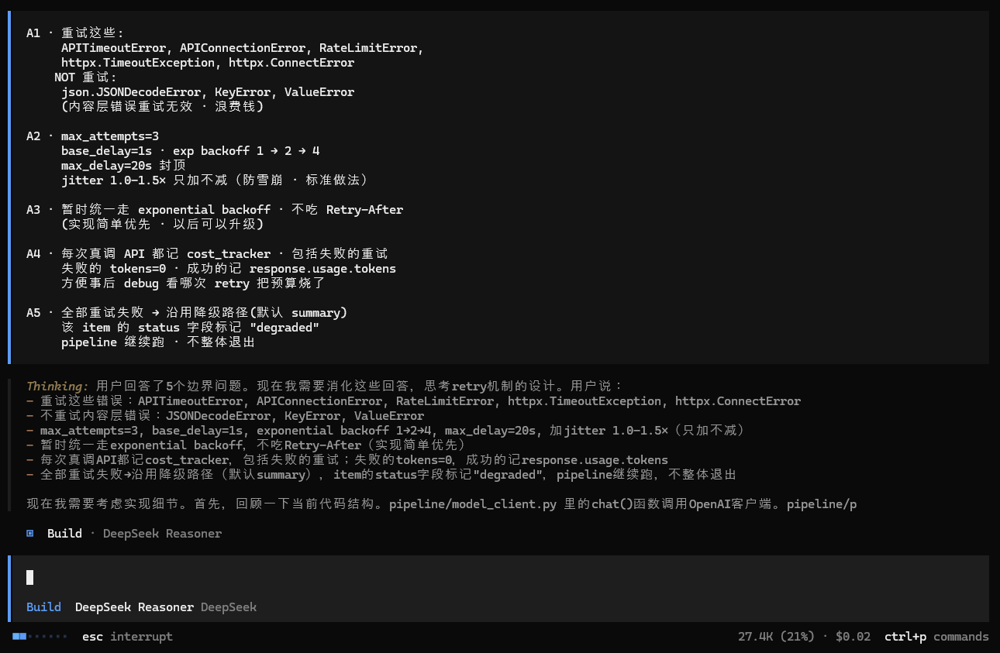 A1 · 重试这些:
APITimeoutError, APIConnectionError, RateLimitError,
httpx.TimeoutException, httpx.ConnectError
NOT 重试:
json.JSONDecodeError, KeyError, ValueError
(内容层错误重试无效 · 浪费钱)
A2 · max_attempts=3
base_delay=1s · exp backoff 1 → 2 → 4
max_delay=20s 封顶
jitter 1.0-1.5× 只加不减（防雪崩 · 标准做法）
A3 · 暂时统一走 exponential backoff · 不吃 Retry-After
(实现简单优先 · 以后可以升级)
A4 · 每次真调 API 都记 cost_tracker · 包括失败的重试
失败的 tokens=0 · 成功的记 response.usage.tokens
方便事后 debug 看哪次 retry 把预算烧了
A5 · 全部重试失败 → 沿用降级路径(默认 summary)
该 item 的 status 字段标记 "degraded"
pipeline 继续跑 · 不整体退出
Thinking: 用户回答了5个边界问题。现在我需要消化这些回答，思考retry机制的设计。用户说：
- 重试这些错误：APITimeoutError, APIConnectionError, RateLimitError, httpx.TimeoutException, httpx.ConnectError
- 不重试内容层错误：JSONDecodeError, KeyError, ValueError
- max_attempts=3, base_delay=1s, exponential backoff 1→2→4, max_delay=20s, 加jitter 1.0-1.5×（只加不减）
- 暂时统一走exponential backoff，不吃Retry-After（实现简单优先）
- 每次真调API都记cost_tracker，包括失败的重试；失败的tokens=0，成功的记response.usage.tokens
- 全部重试失败→沿用降级路径（默认summary），item的status字段标记"degraded"，pipeline继续跑，不整体退出
现在我需要考虑实现细节。首先，回顾一下当前代码结构。pipeline/model_client.py 里的chat()函数调用OpenAI客户端。pipeline/p
Build · DeepSeek Reasoner
Build DeepSeek Reasoner DeepSeek
esc interrupt 27.4K (21%) · $0.02 ctrl+p commands